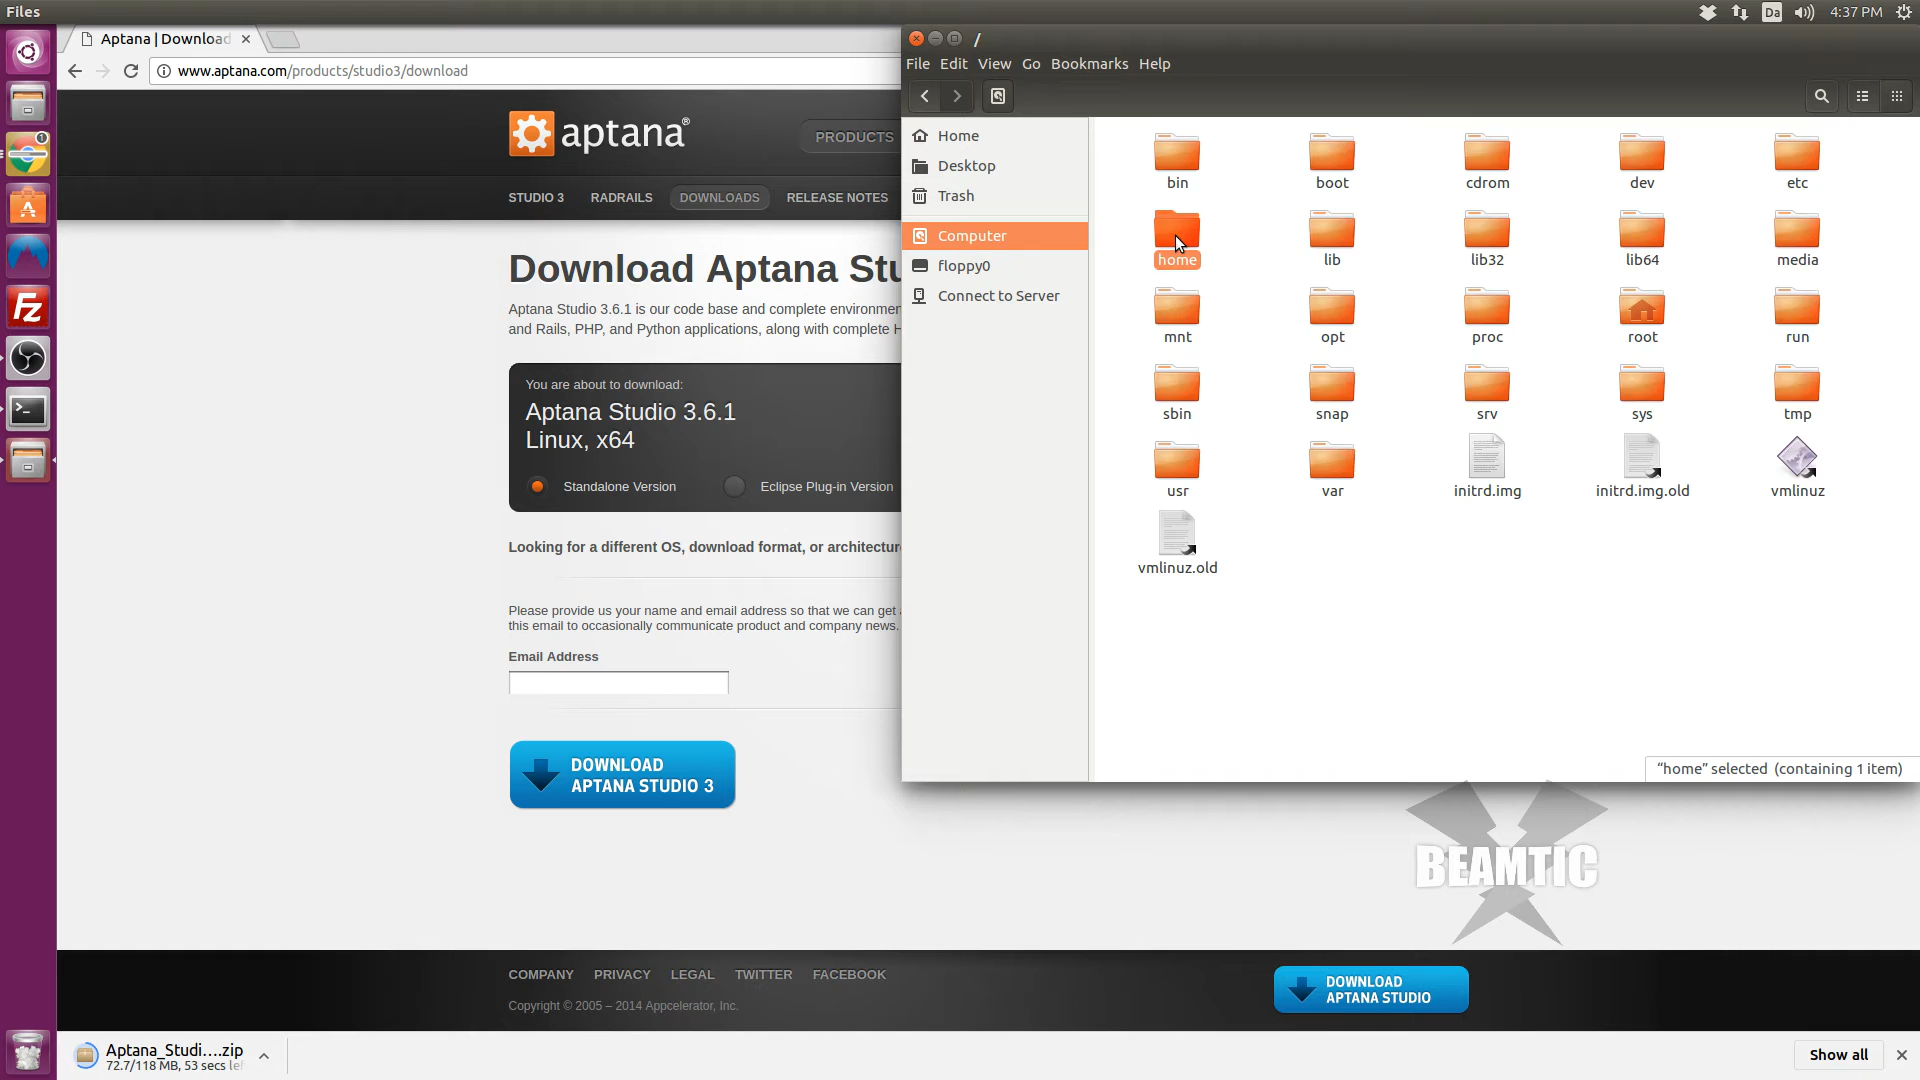 Files
Da
4:37 PM
Aptana | Download
www.aptana.com/products/studio3/download
aptana®
PRODUCTS
STUDIO 3 RADRAILS DOWNLOADS RELEASE NOTES
Download Aptana Stu
Aptana Studio 3.6.1 is our code base and complete environmen
and Rails, PHP, and Python applications, along with complete H
You are about to download:
Aptana Studio 3.6.1
Linux, x64
Standalone Version Eclipse Plug-in Version
Looking for a different OS, download format, or architecture
Please provide us your name and email address so that we can get
this email to occasionally communicate product and company news.
Email Address
DOWNLOAD
APTANA STUDIO 3
/
File Edit View Go Bookmarks Help
Home
Desktop
Trash
Computer
floppy0
Connect to Server
bin boot cdrom dev etc
home lib lib32 lib64 media
mnt opt proc root run
sbin snap srv sys tmp
usr var initrd.img initrd.img.old vmlinuz
vmlinuz.old
“home” selected (containing 1 item)
BEAMTIC
COMPANY PRIVACY LEGAL TWITTER FACEBOOK
Copyright © 2005 – 2014 Appcelerator, Inc.
DOWNLOAD
APTANA STUDIO
Aptana_Studi....zip
72.7/118 MB, 53 secs le
Show all